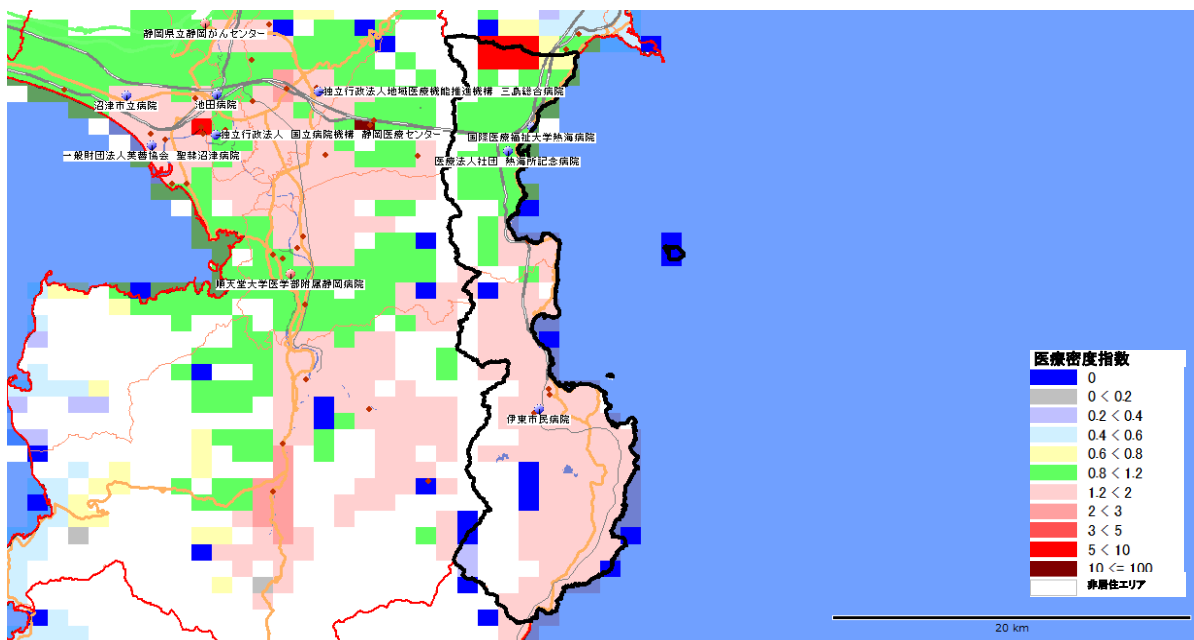 静岡県立静岡がんセンター
独立行政法人地域医療機能推進機構 三島総合病院
沼津市立病院
池田病院
独立行政法人 国立病院機構 静岡医療センター
国際医療福祉大学熱海病院
一般財団法人芙蓉協会 聖隷沼津病院
医療法人社団 熱海所記念病院
順天堂大学医学部附属静岡病院
伊東市民病院
医療密度指数
0
0 < 0.2
0.2 < 0.4
0.4 < 0.6
0.6 < 0.8
0.8 < 1.2
1.2 < 2
2 < 3
3 < 5
5 < 10
10 <= 100
非居住エリア
20 km